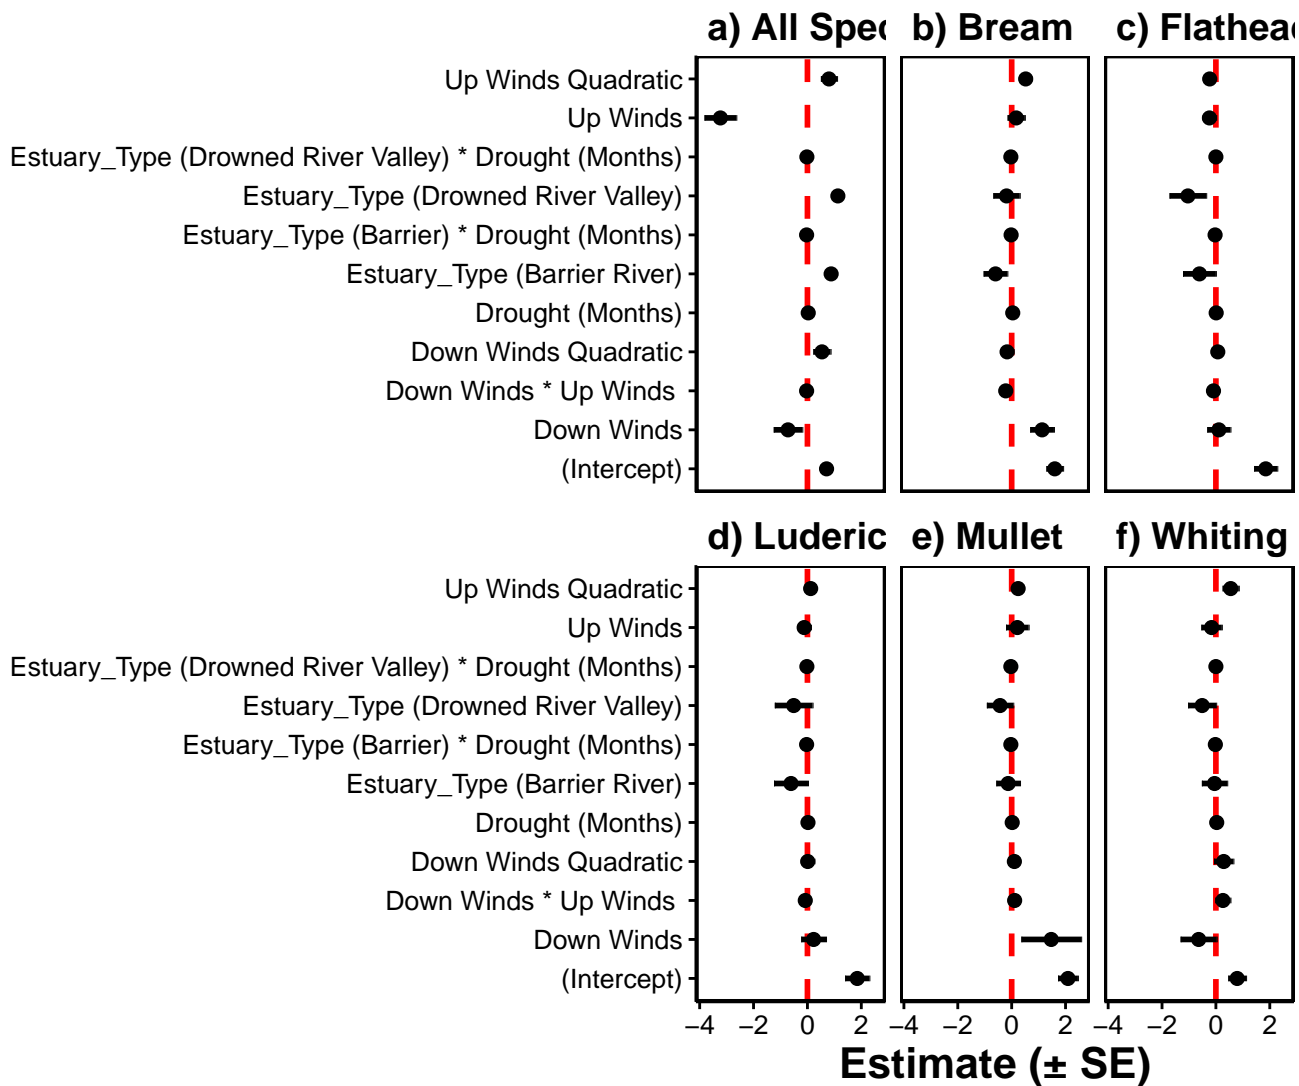 a) All Spec b) Bream c) Flathead
Up Winds Quadratic
Up Winds
Estuary_Type (Drowned River Valley) * Drought (Months)
Estuary_Type (Drowned River Valley)
Estuary_Type (Barrier) * Drought (Months)
Estuary_Type (Barrier River)
Drought (Months)
Down Winds Quadratic
Down Winds * Up Winds
Down Winds
(Intercept)
d) Luderic e) Mullet f) Whiting
Up Winds Quadratic
Up Winds
Estuary_Type (Drowned River Valley) * Drought (Months)
Estuary_Type (Drowned River Valley)
Estuary_Type (Barrier) * Drought (Months)
Estuary_Type (Barrier River)
Drought (Months)
Down Winds Quadratic
Down Winds * Up Winds
Down Winds
(Intercept)
−4 −2 0 2 −4 −2 0 2 −4 −2 0 2
Estimate (± SE)